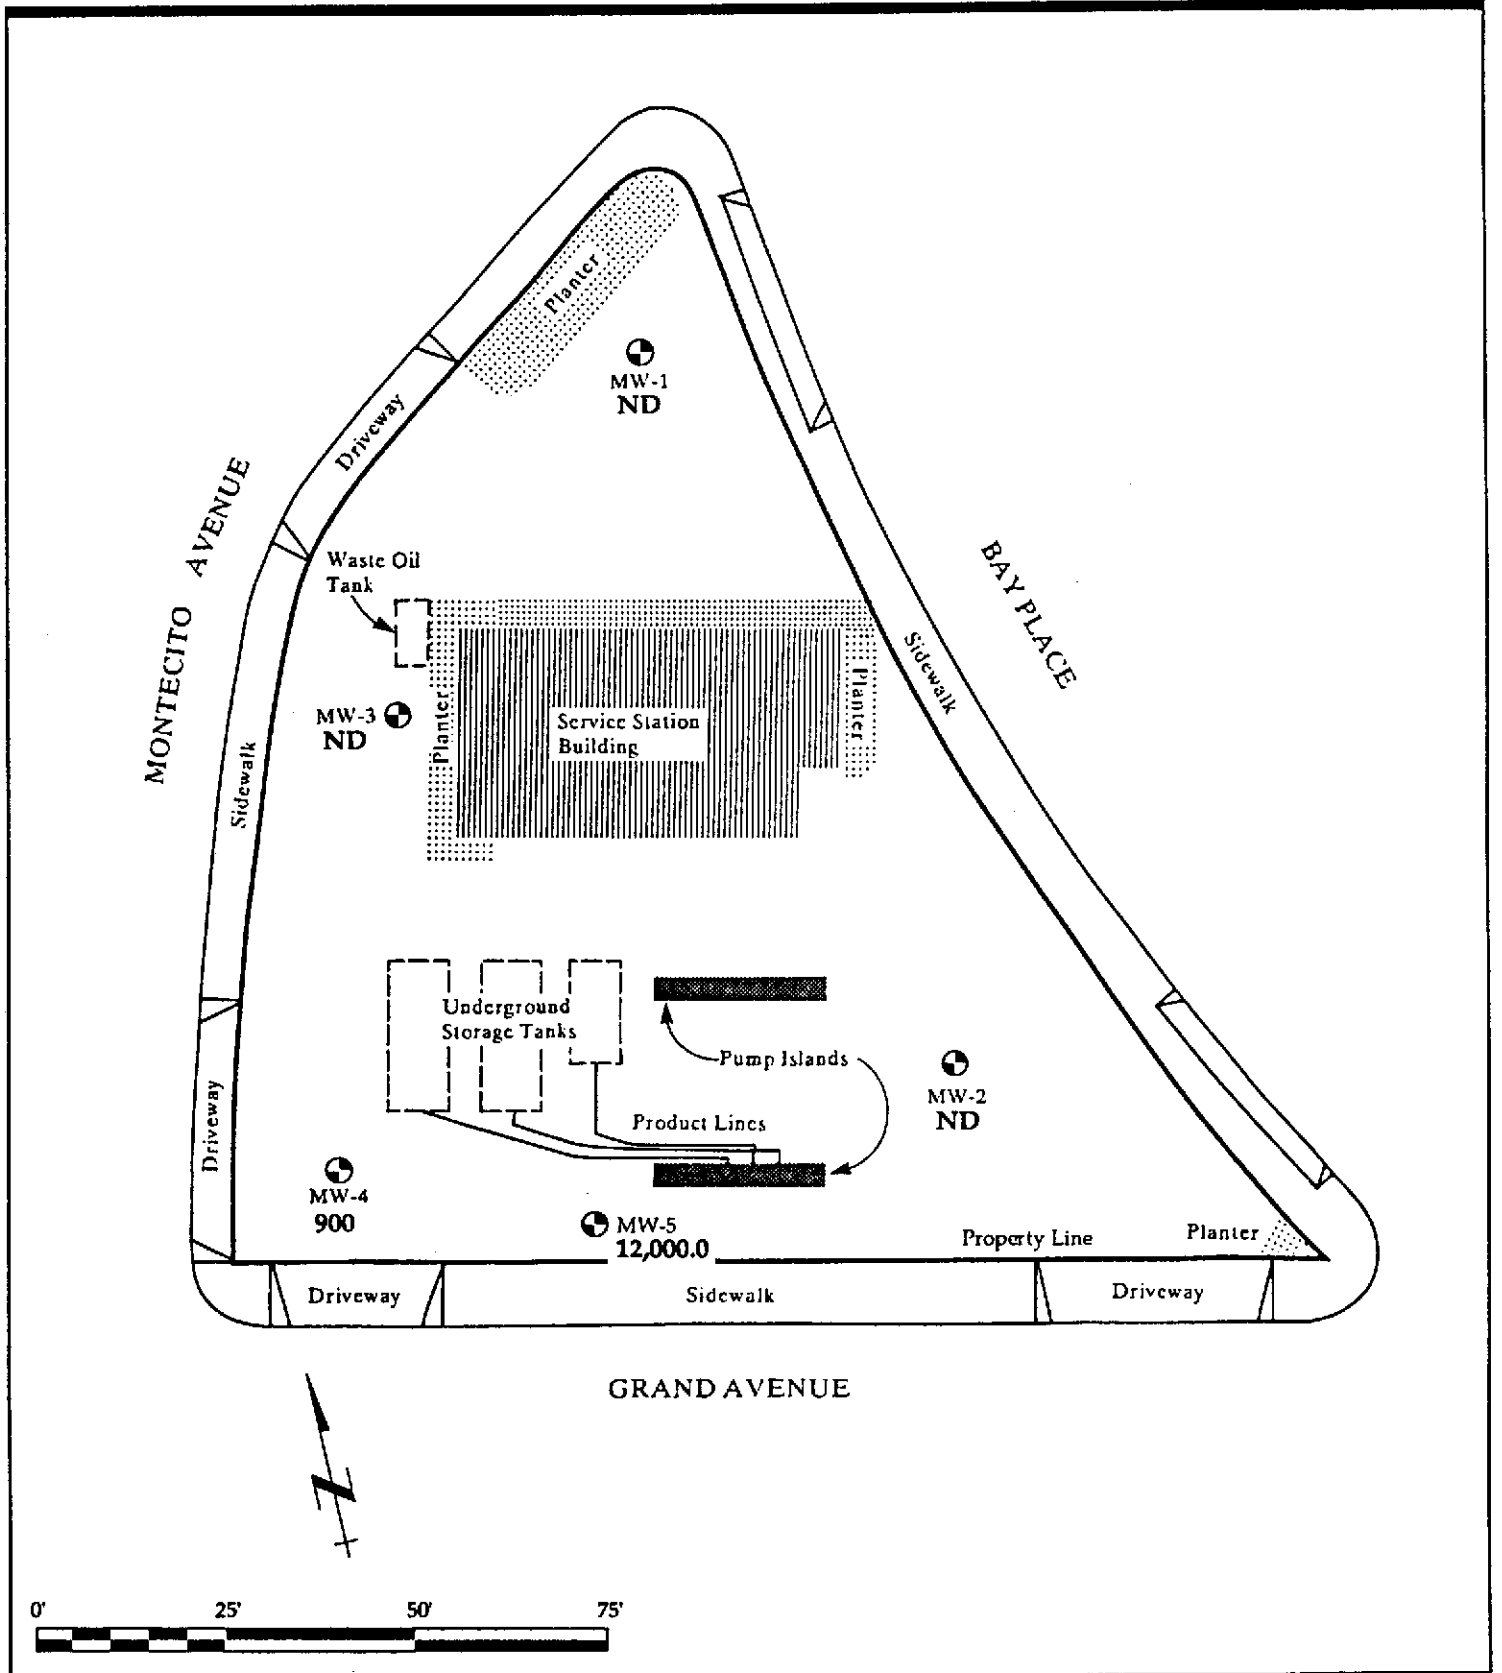 Planter
MW-1
ND
Driveway
MONTECITO AVENUE
Waste Oil
Tank
BAY PLACE
Sidewalk
MW-3
ND
Planter
Service Station
Building
Planter
Sidewalk
Underground
Storage Tanks
Pump Islands
MW-2
ND
Product Lines
Driveway
MW-4
900
MW-5
12,000.0
Property Line
Planter
Driveway
Sidewalk
Driveway
GRAND AVENUE
N
0' 25' 50' 75'